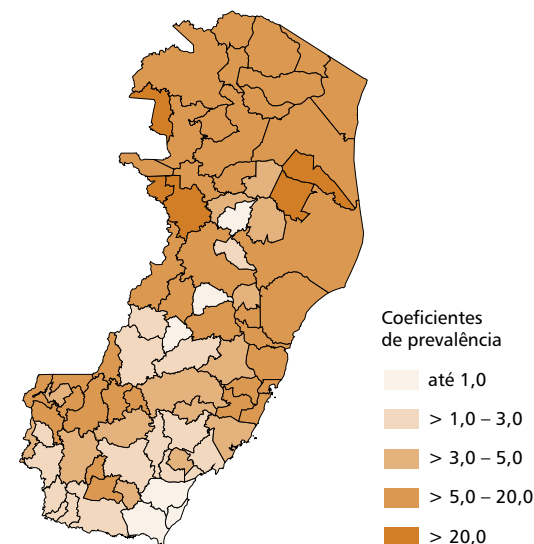 Coeficientes
de prevalência
até 1,0
> 1,0 – 3,0
> 3,0 – 5,0
> 5,0 – 20,0
> 20,0